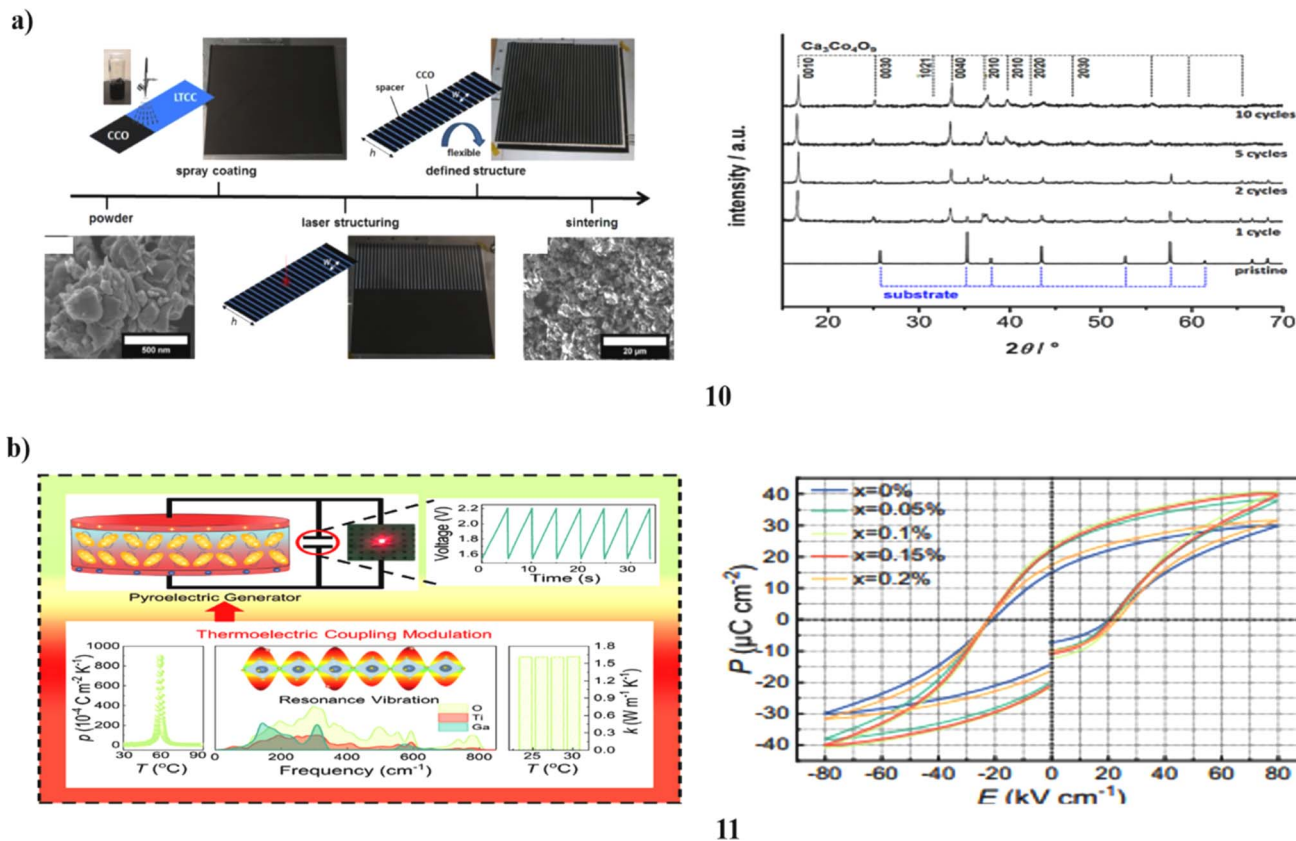 a)
LTCC
CCO
spray coating
spacer
CCO
w
h
flexible
defined structure
powder
laser structuring
sintering
500 nm
w
h
20 µm
Ca3Co4O9
0010
0030
1021
0040
2010
2010
2020
2030
10 cycles
5 cycles
2 cycles
1 cycle
pristine
substrate
intensity / a.u.
20 30 40 50 60 70
2θ / °
10
b)
Pyroelectric Generator
Voltage (V)
2.2
2.0
1.8
1.6
0 10 20 30
Time (s)
Thermoelectric Coupling Modulation
p (10-4 C m-2 K-1)
1000
800
600
400
200
0
30 60 90
T (°C)
Resonance Vibration
O
Ti
Ga
0 200 400 600 800
Frequency (cm-1)
1.8
1.5
1.2
0.9
0.6
0.3
0.0
k (W m-1 K-1)
25 30
T (°C)
x=0%
x=0.05%
x=0.1%
x=0.15%
x=0.2%
P (µC cm-2)
40
30
20
10
0
-10
-20
-30
-40
-80 -60 -40 -20 0 20 40 60 80
E (kV cm-1)
11